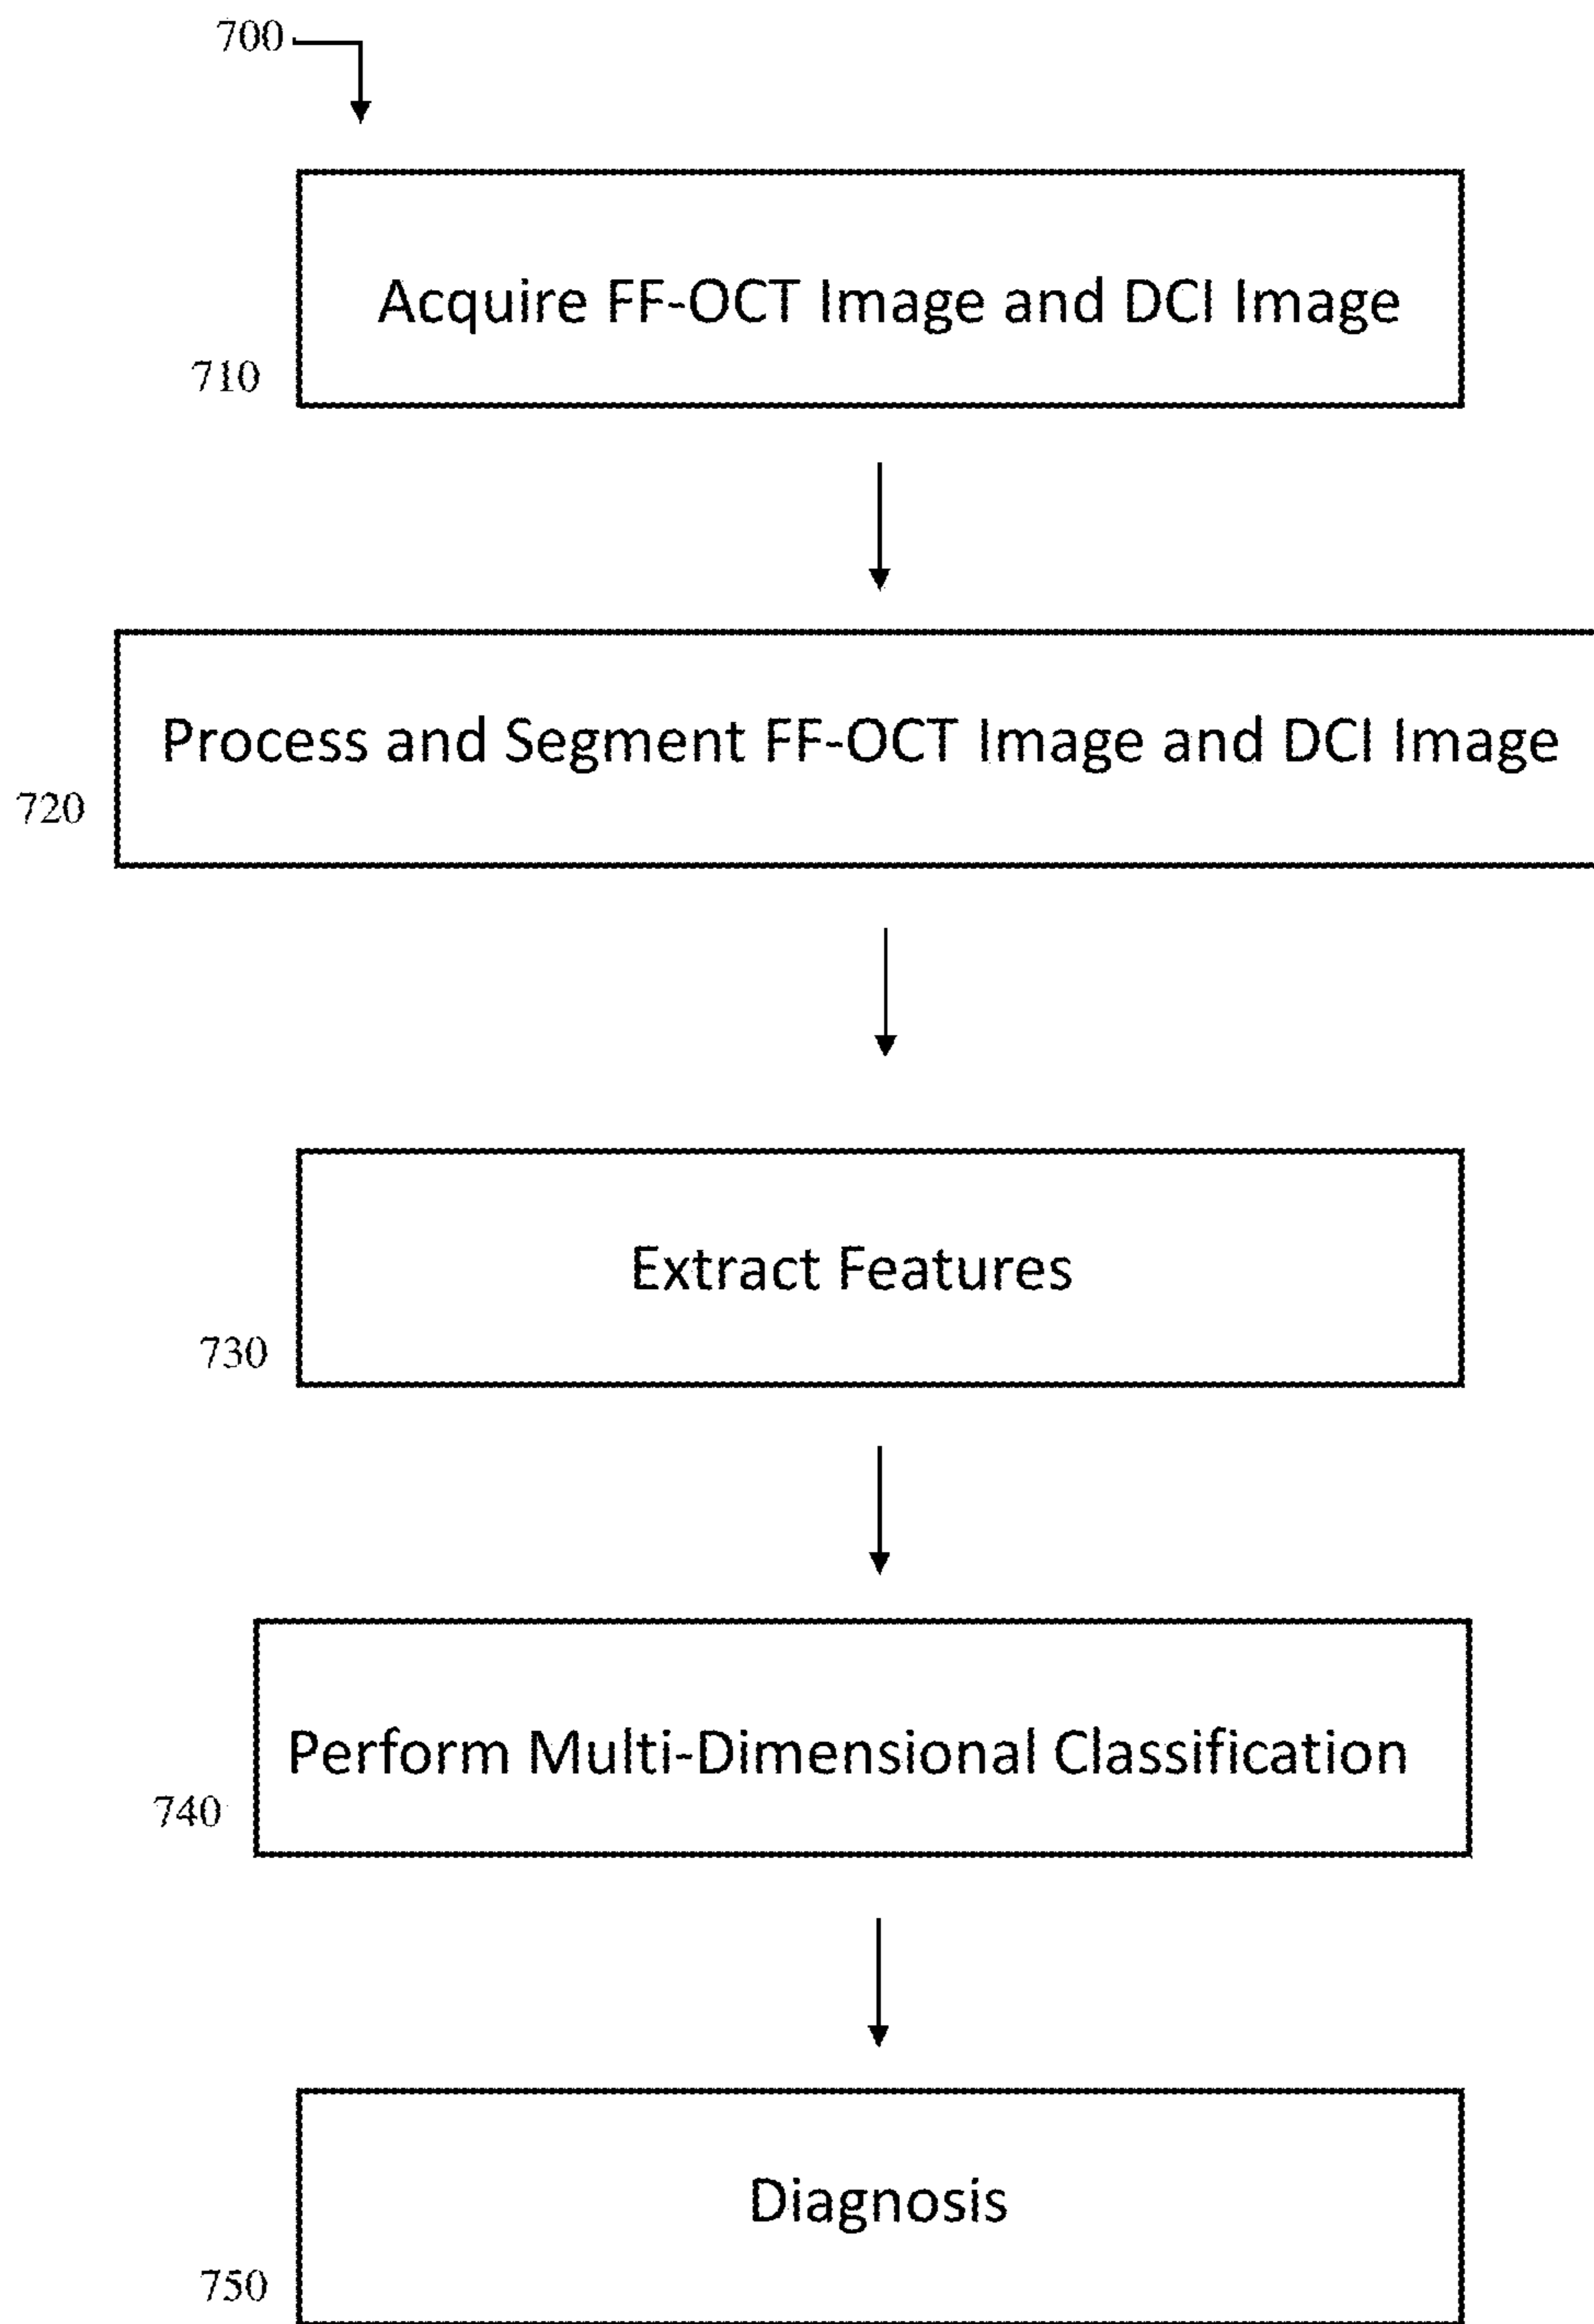 700
Acquire FF-OCT Image and DCI Image
710
Process and Segment FF-OCT Image and DCI Image
720
Extract Features
730
Perform Multi-Dimensional Classification
740
Diagnosis
750